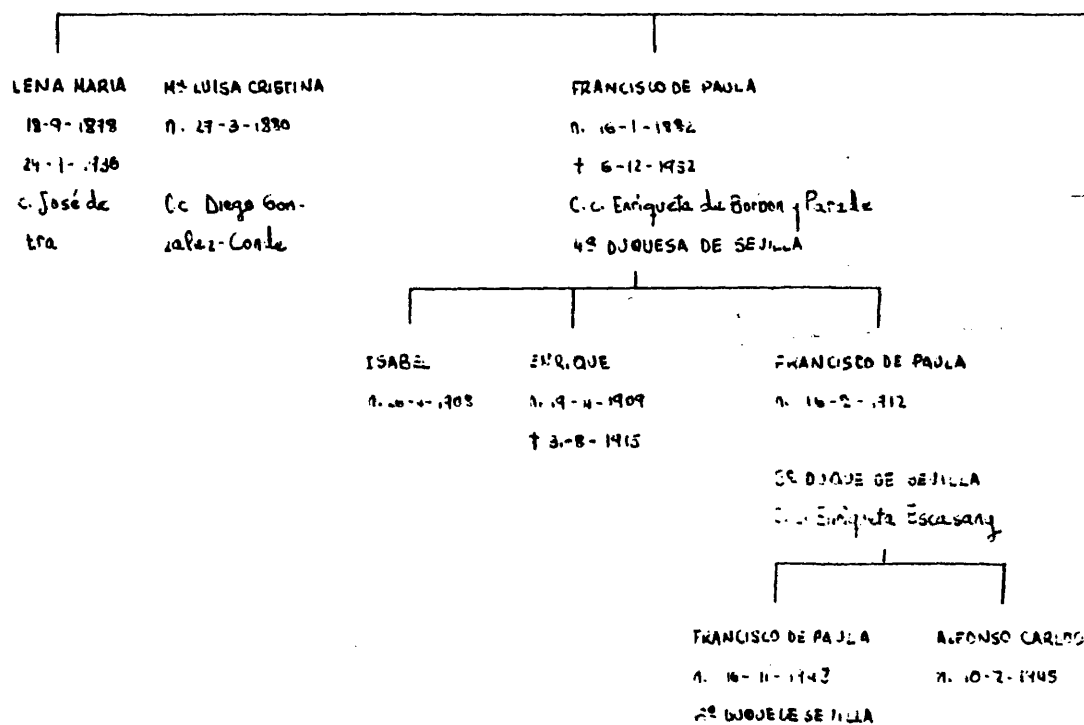 LENA MARIA
18-9-1878
24-1-1936
c. José de
tra
Mª LUISA CRISTINA
n. 27-3-1880
C.c. Diego Gon-
zalez-Conde
FRANCISCO DE PAULA
n. 16-1-1882
† 6-12-1952
C.c. Enriqueta de Borbon y Parade
4ª DUQUESA DE SEVILLA
ISABEL
n. -1908
ENRIQUE
n. 19-11-1909
† 31-8-1915
FRANCISCO DE PAULA
n. 16-2-1912
5º DUQUE DE SEVILLA
C.c. Enriqueta Escasany
FRANCISCO DE PAULA
n. 16-11-1943
DUQUE DE SEVILLA
ALFONSO CARLOS
n. 10-2-1945